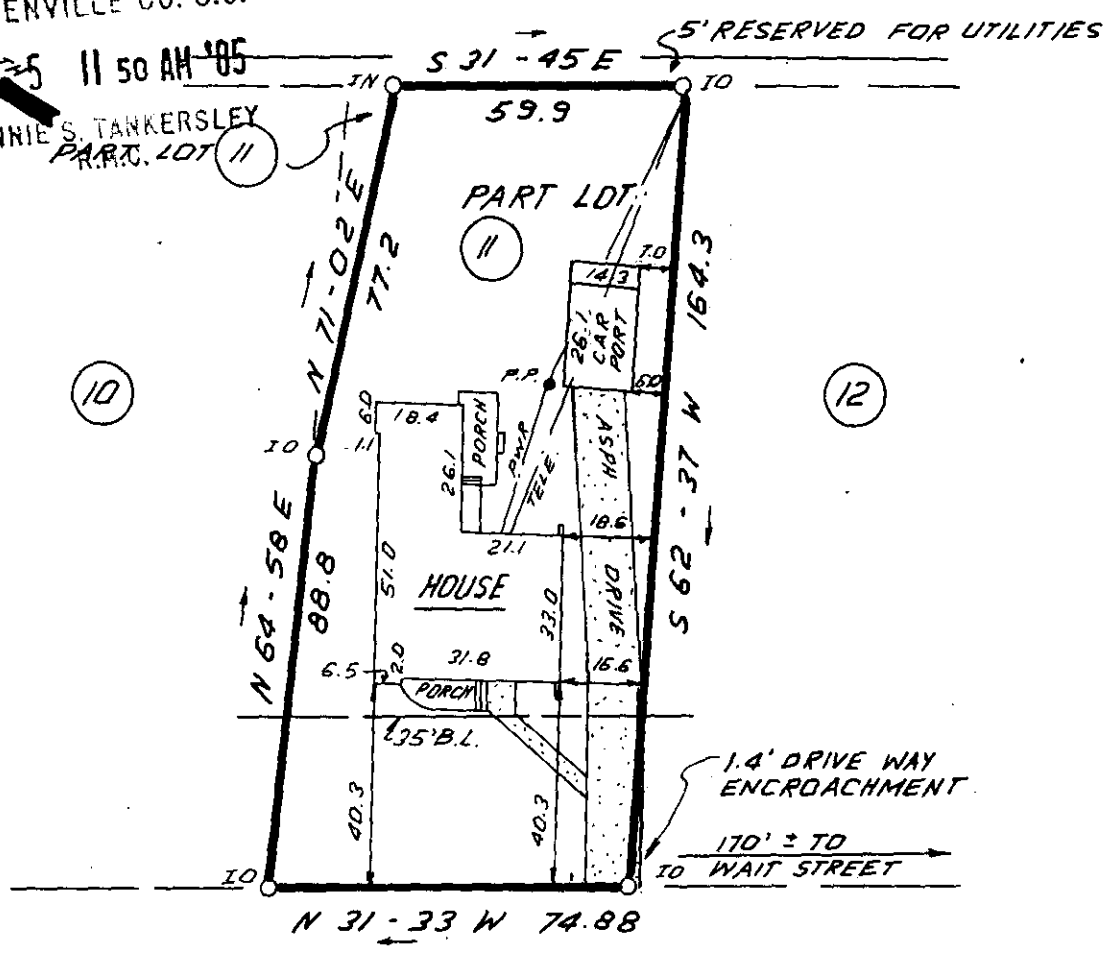 ENVILLE CO. S.C.
5 11 50 AM '85
NNIE S. TANKERSLEY
R.M.C.
PART LOT 11
S 31 - 45 E
5' RESERVED FOR UTILITIES
IN
IO
59.9
PART LOT
11
N 71 - 02 E
77.2
7.0
14.3
26.1
CAR
PORT
164.3
S 62 - 37 W
10
12
P.P.
6.0
6.0
18.4
PORCH
PWR
TELE
ASPH
DRIVE
IO
1.1
26.1
21.1
18.6
N 64 - 58 E
88.8
51.0
HOUSE
33.0
6.5
2.0
31.8
16.6
PORCH
35' B.L.
1.4' DRIVE WAY
ENCROACHMENT
40.3
40.3
170' ± TO
WAIT STREET
IO
IO
N 31 - 33 W 74.88